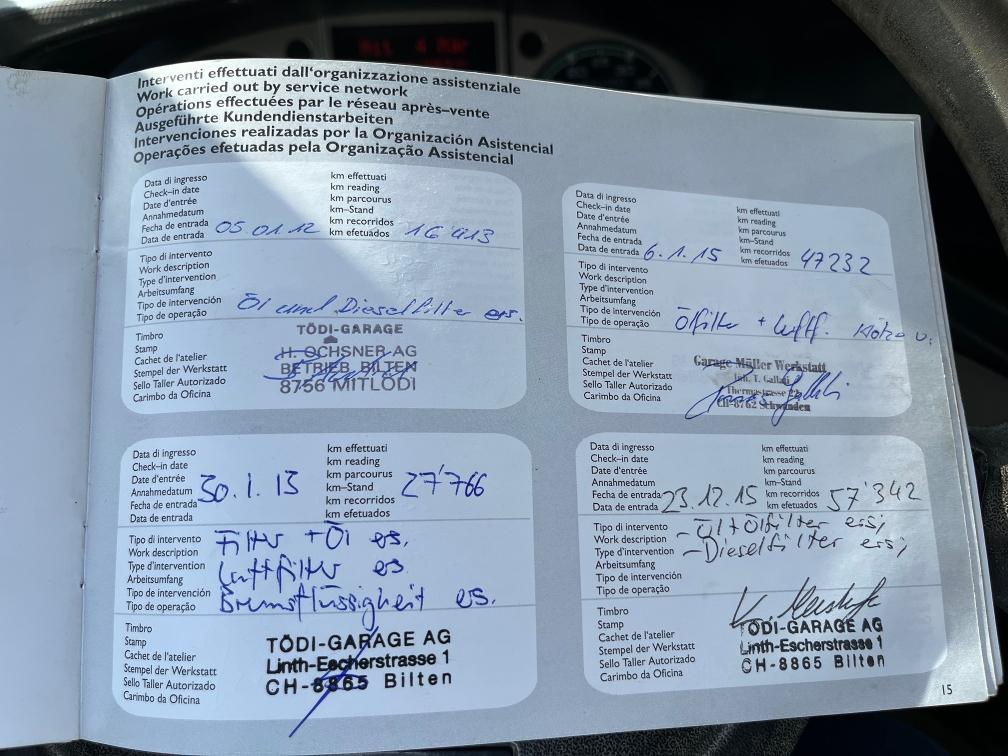 Interventi effettuati dall'organizzazione assistenziale
Work carried out by service network
Opérations effectuées par le réseau après–vente
Ausgeführte Kundendienstarbeiten
Intervenciones realizadas por la Organización Asistencial
Operações efetuadas pela Organização Assistencial
Data di ingresso
Check–in date
Date d'entrée
Annahmedatum
Fecha de entrada
Data de entrada 05.01.12
km effettuati
km reading
km parcourus
km–Stand
km recorridos
km efetuados 16'413
Tipo di intervento
Work description
Type d'intervention
Arbeitsumfang
Tipo de intervención
Tipo de operação Öl und Dieselfilter ers.
Timbro
Stamp
Cachet de l'atelier
Stempel der Werkstatt
Sello Taller Autorizado
Carimbo da Oficina
TÖDI-GARAGE
H. OCHSNER AG
BETRIEB BILTEN
8756 MITLÖDI
Data di ingresso
Check–in date
Date d'entrée
Annahmedatum
Fecha de entrada
Data de entrada 6.1.15
km effettuati
km reading
km parcourus
km–Stand
km recorridos
km efetuados 47232
Tipo di intervento
Work description
Type d'intervention
Arbeitsumfang
Tipo de intervención
Tipo de operação Ölfilter + Luftf.
Timbro
Stamp
Cachet de l'atelier
Stempel der Werkstatt
Sello Taller Autorizado
Carimbo da Oficina
Garage Müller Werkstatt
Inh. T. Gallati
Thermastrasse
CH-8762 Schwanden
Data di ingresso
Check–in date
Date d'entrée
Annahmedatum
Fecha de entrada 30.1.13
Data de entrada
km effettuati
km reading
km parcourus
km–Stand 27'766
km recorridos
km efetuados
Tipo di intervento Filter + Öl ers.
Work description
Type d'intervention Luftfilter ers
Arbeitsumfang
Tipo de intervención Bremsflüssigkeit ers.
Tipo de operação
Timbro
Stamp
Cachet de l'atelier
Stempel der Werkstatt
Sello Taller Autorizado
Carimbo da Oficina
TÖDI-GARAGE AG
Linth-Escherstrasse 1
CH-8865 Bilten
Data di ingresso
Check–in date
Date d'entrée
Annahmedatum
Fecha de entrada 23.12.15
Data de entrada
km effettuati
km reading
km parcourus
km–Stand
km recorridos 57'342
km efetuados
Tipo di intervento – Öl + Ölfilter ers;
Work description
Type d'intervention – Dieselfilter ers;
Arbeitsumfang
Tipo de intervención
Tipo de operação
Timbro
Stamp
Cachet de l'atelier
Stempel der Werkstatt
Sello Taller Autorizado
Carimbo da Oficina
TÖDI-GARAGE AG
Linth-Escherstrasse 1
CH-8865 Bilten
15